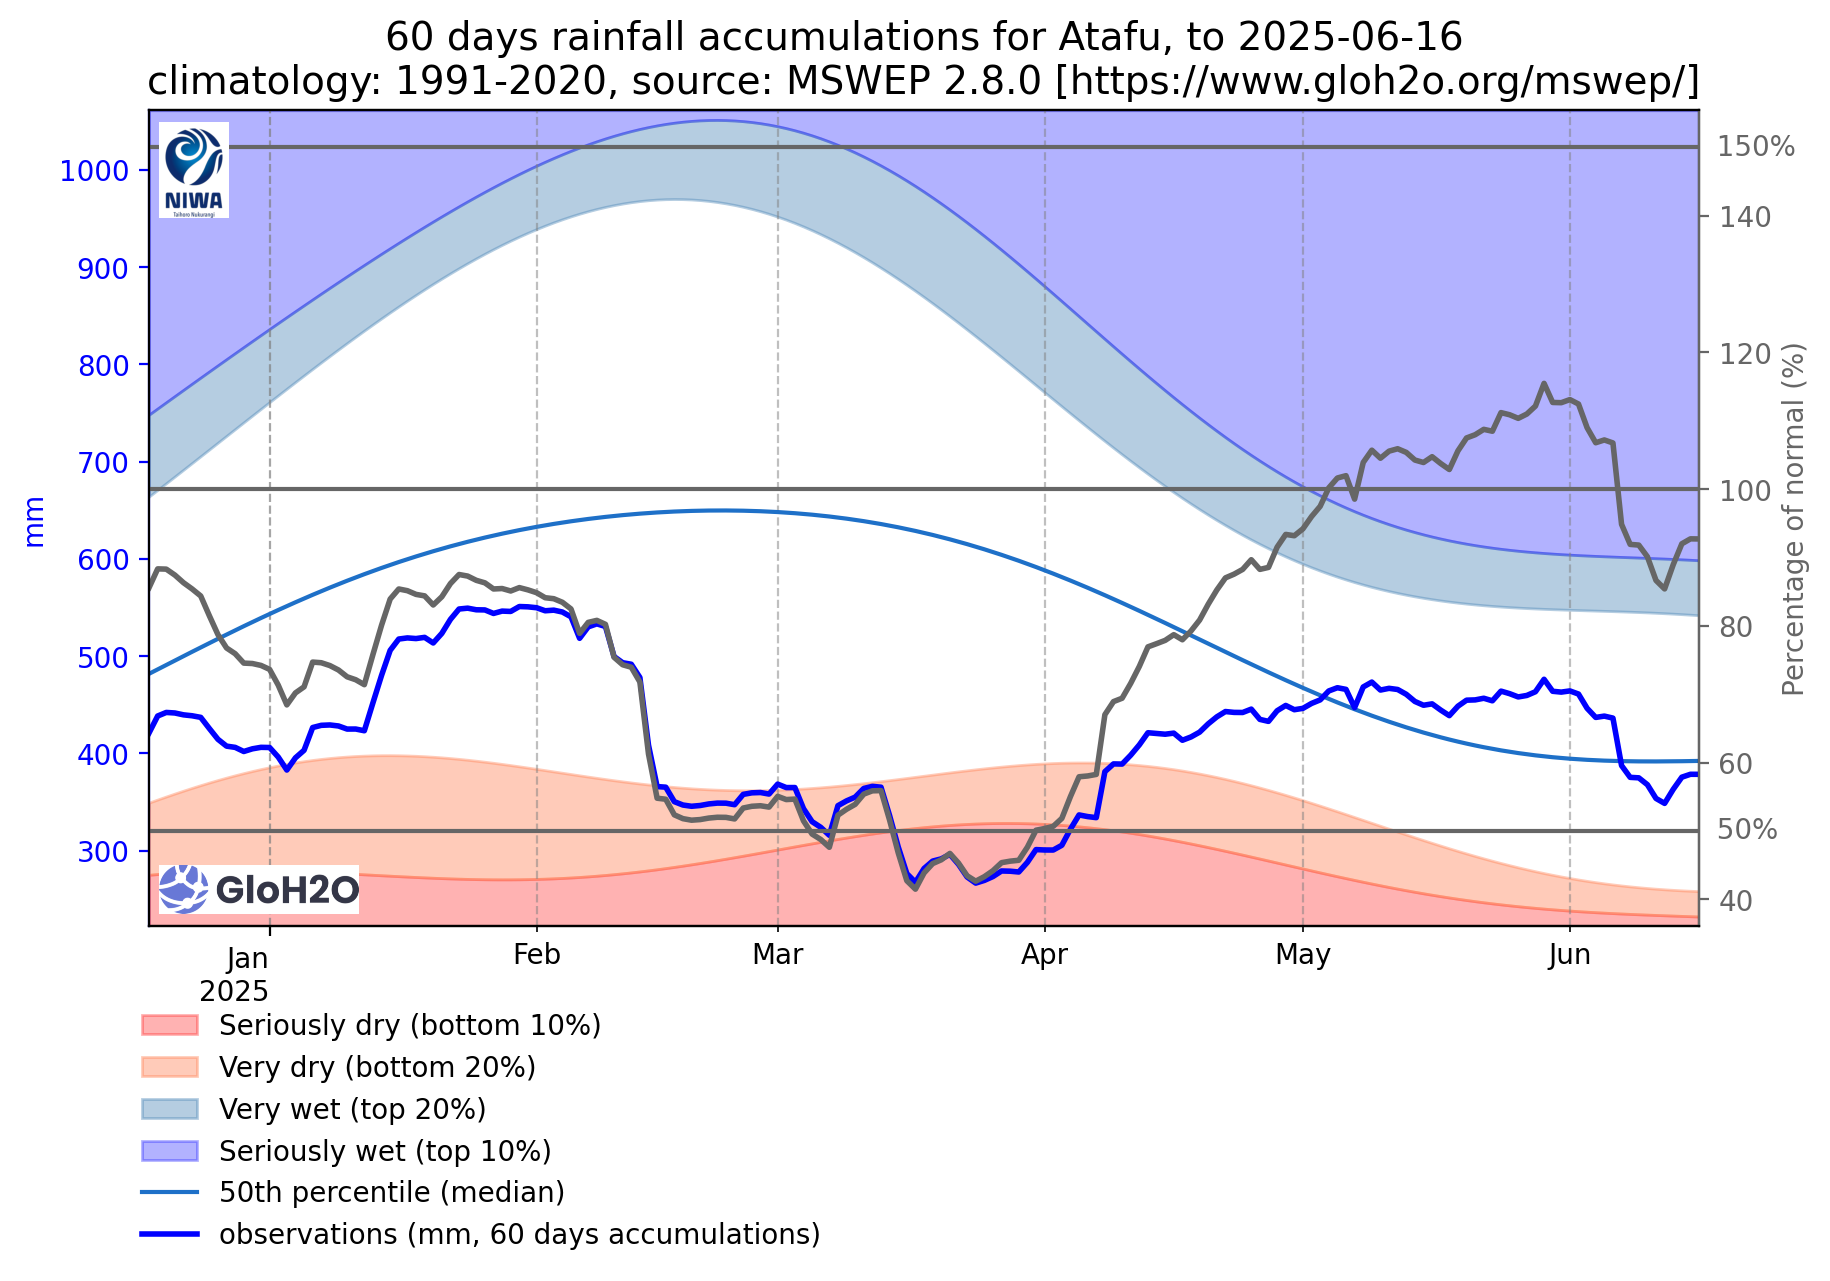 60 days rainfall accumulations for Atafu, to 2025-06-16
climatology: 1991-2020, source: MSWEP 2.8.0 [https://www.gloh2o.org/mswep/]
NIWA
Taihoro Nukurangi
1000
900
800
700
600
500
400
300
mm
150%
140
120
100
80
60
50%
40
Percentage of normal (%)
GloH2O
Jan
2025
Feb
Mar
Apr
May
Jun
Seriously dry (bottom 10%)
Very dry (bottom 20%)
Very wet (top 20%)
Seriously wet (top 10%)
50th percentile (median)
observations (mm, 60 days accumulations)